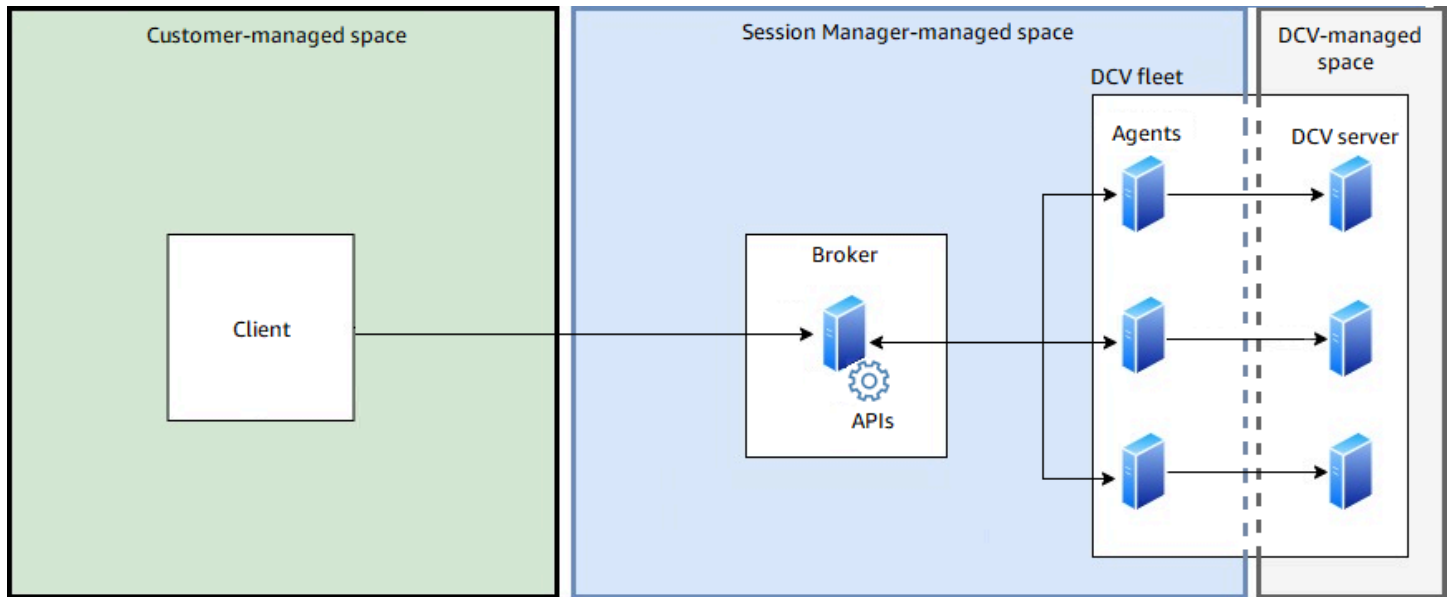 Customer-managed space
Session Manager-managed space
DCV-managed
space
DCV fleet
Agents
DCV server
Broker
Client
APIs